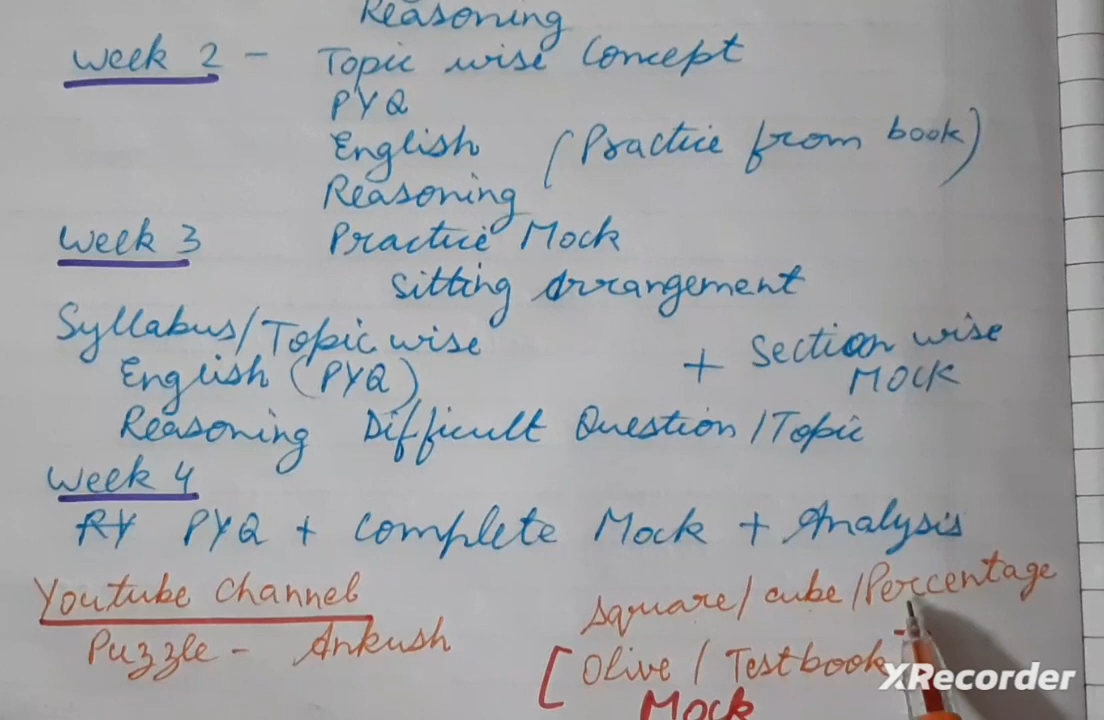 Reasoning
Week 2 - Topic wise Concept
PYQ
English (Practice from book)
Reasoning
Week 3 Practice Mock
Sitting Arrangement
Syllabus/Topic wise + Section wise
English (PYQ) MOCK
Reasoning Difficult Question/Topic
Week 4
RY PYQ + Complete Mock + Analysis
Youtube Channel Square/cube/Percentage
Puzzle - Ankush [Olive/Testbook
Mock
XRecorder